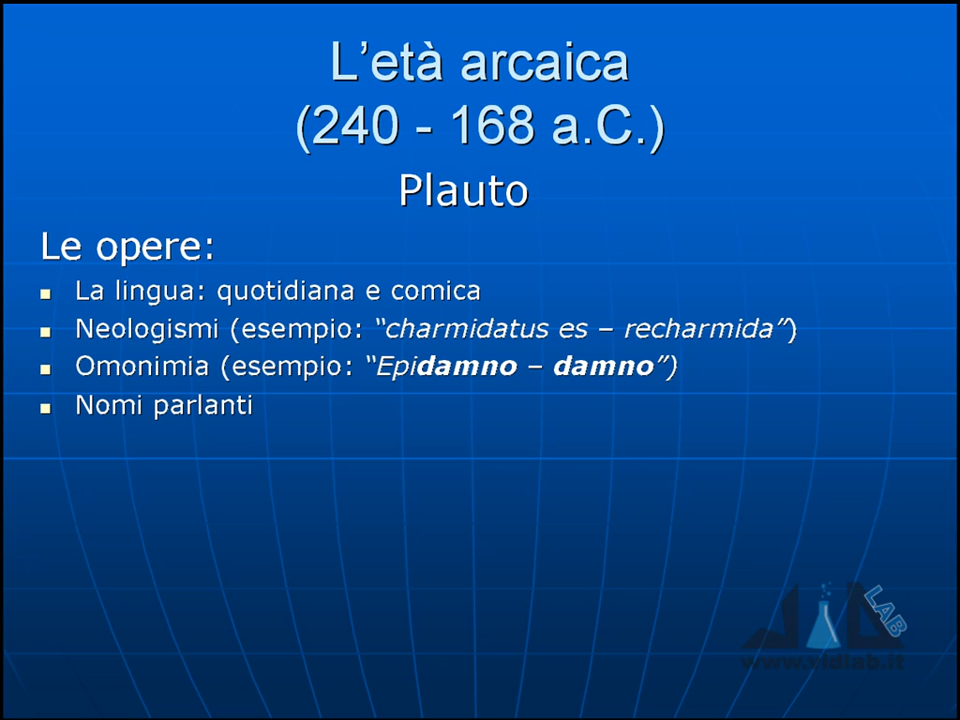 L’età arcaica
(240 - 168 a.C.)
Plauto
Le opere:
La lingua: quotidiana e comica
Neologismi (esempio: “charmidatus es – recharmida”)
Omonimia (esempio: “Epidamno – damno”)
Nomi parlanti
LAB
www.vidlab.it